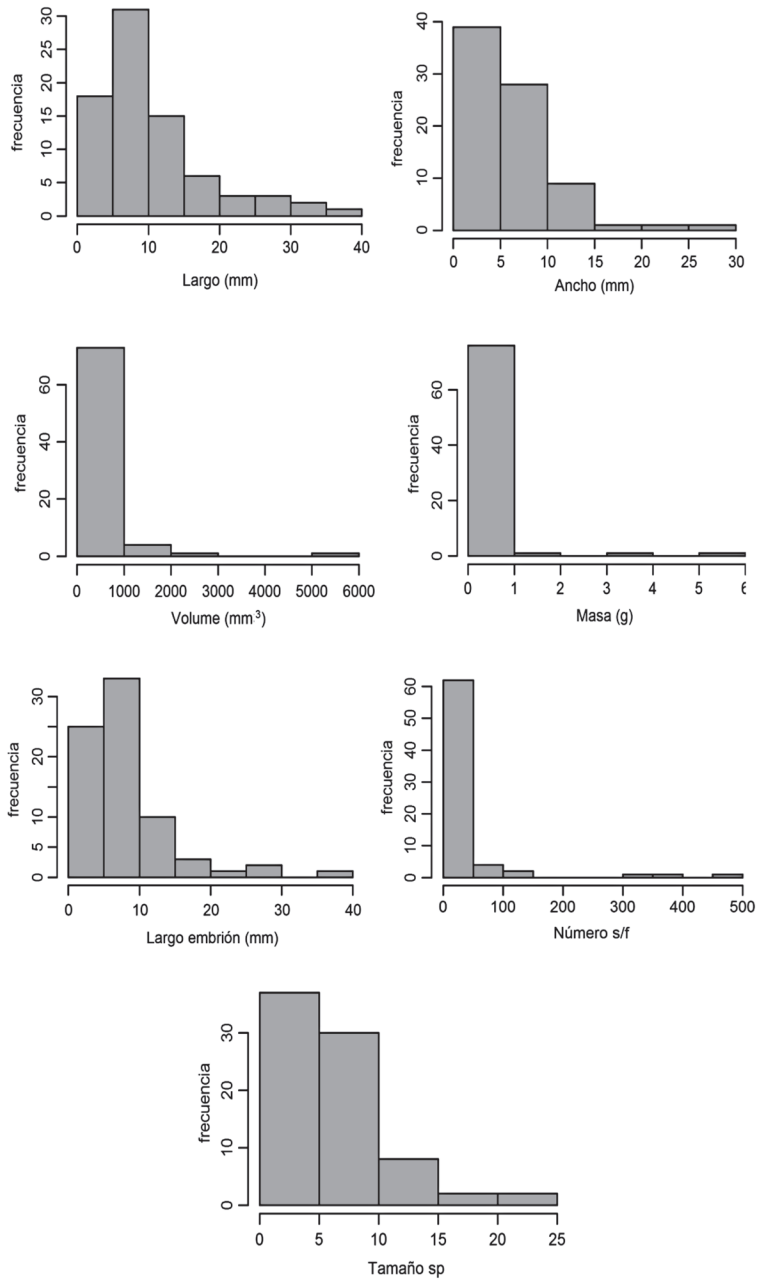 frecuencia
30
25
20
15
10
5
0
0 10 20 30 40
Largo (mm)
frecuencia
40
30
20
10
0
0 5 10 15 20 25 30
Ancho (mm)
frecuencia
60
40
20
0
0 1000 2000 3000 4000 5000 6000
Volume (mm³)
frecuencia
60
40
20
0
0 1 2 3 4 5 6
Masa (g)
frecuencia
30
20
10
5
0
0 10 20 30 40
Largo embrión (mm)
frecuencia
60
50
40
30
20
10
0
0 100 200 300 400 500
Número s/f
frecuencia
30
20
10
0
0 5 10 15 20 25
Tamaño sp